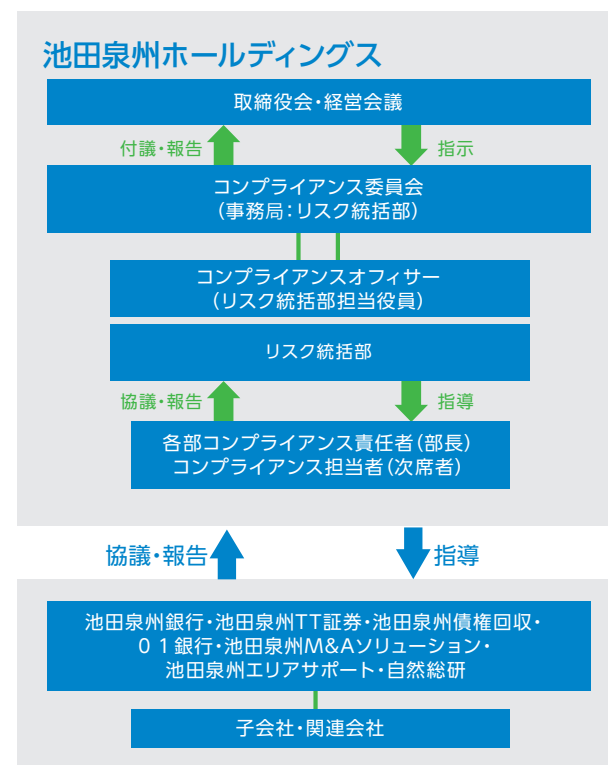 池田泉州ホールディングス
取締役会・経営会議
付議・報告
指示
コンプライアンス委員会
（事務局：リスク統括部）
コンプライアンスオフィサー
（リスク統括部担当役員）
リスク統括部
協議・報告
指導
各部コンプライアンス責任者（部長）
コンプライアンス担当者（次席者）
協議・報告
指導
池田泉州銀行・池田泉州TT証券・池田泉州債権回収・
０１銀行・池田泉州M&Aソリューション・
池田泉州エリアサポート・自然総研
子会社・関連会社